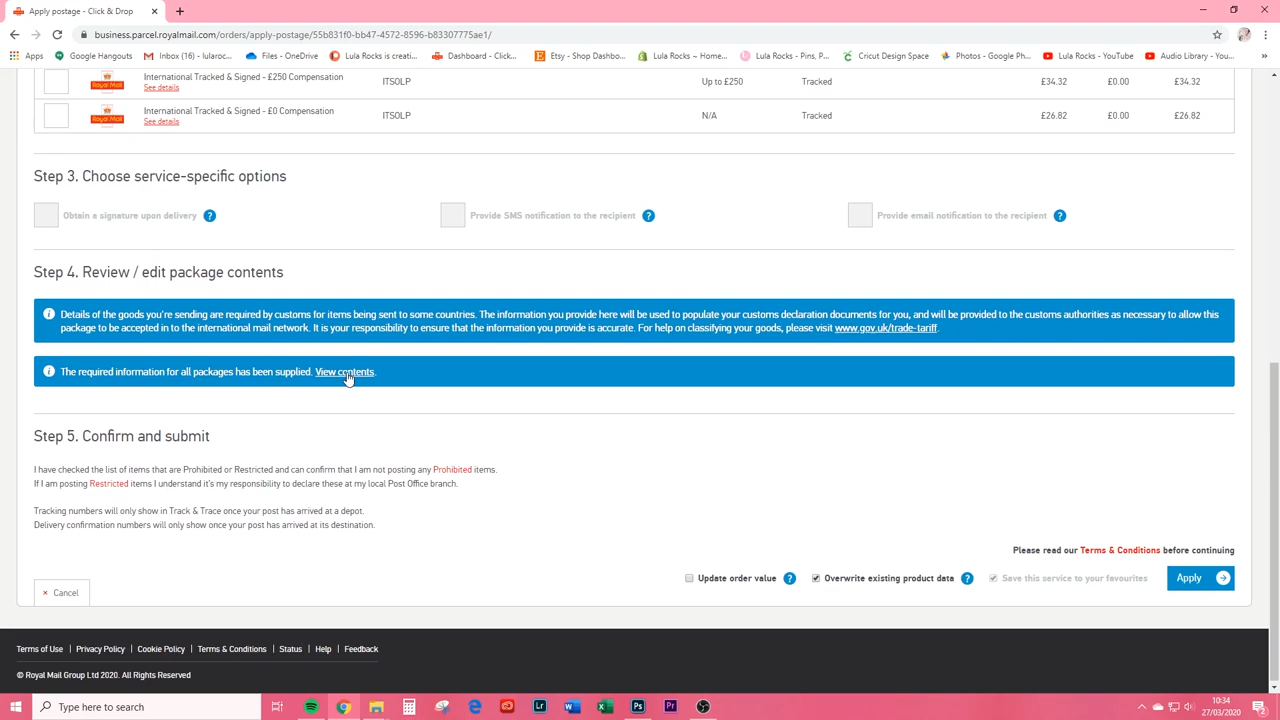 Apply postage - Click & Drop
business.parcel.royalmail.com/orders/apply-postage/55b831f0-bb47-4572-8596-b83307775ae1/
Apps Google Hangouts Inbox (16) - lularoc... Files - OneDrive Lula Rocks is creati... Dashboard - Click... Etsy - Shop Dashbo... Lula Rocks ~ Home... Lula Rocks - Pins, P... Cricut Design Space Photos - Google Ph... Lula Rocks - YouTube Audio Library - You...
International Tracked & Signed - £250 Compensation ITSOLP Up to £250 Tracked £34.32 £0.00 £34.32
Royal Mail See details
International Tracked & Signed - £0 Compensation ITSOLP N/A Tracked £26.82 £0.00 £26.82
Royal Mail See details
Step 3. Choose service-specific options
Obtain a signature upon delivery ? Provide SMS notification to the recipient ? Provide email notification to the recipient ?
Step 4. Review / edit package contents
i Details of the goods you're sending are required by customs for items being sent to some countries. The information you provide here will be used to populate your customs declaration documents for you, and will be provided to the customs authorities as necessary to allow this
package to be accepted in to the international mail network. It is your responsibility to ensure that the information you provide is accurate. For help on classifying your goods, please visit www.gov.uk/trade-tariff.
i The required information for all packages has been supplied. View contents.
Step 5. Confirm and submit
I have checked the list of items that are Prohibited or Restricted and can confirm that I am not posting any Prohibited items.
If I am posting Restricted items I understand it's my responsibility to declare these at my local Post Office branch.
Tracking numbers will only show in Track & Trace once your post has arrived at a depot.
Delivery confirmation numbers will only show once your post has arrived at its destination.
Please read our Terms & Conditions before continuing
Update order value ? Overwrite existing product data ? Save this service to your favourites Apply
× Cancel
Terms of Use | Privacy Policy | Cookie Policy | Terms & Conditions | Status | Help | Feedback
© Royal Mail Group Ltd 2020. All Rights Reserved
Type here to search
Lr Ps Pr
10:34
27/03/2020
2